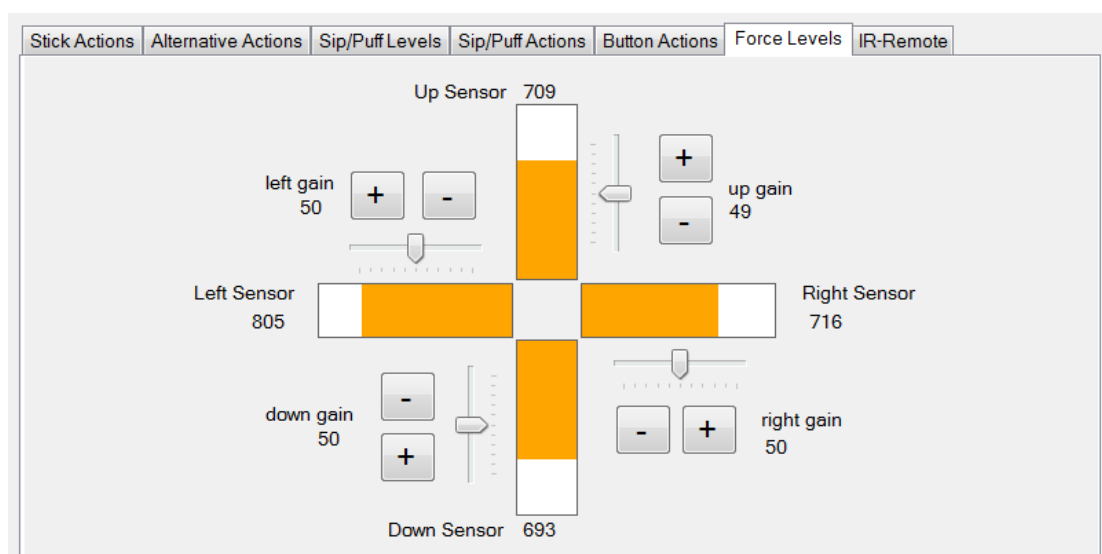 Stick Actions Alternative Actions Sip/Puff Levels Sip/Puff Actions Button Actions Force Levels IR-Remote
Up Sensor 709
left gain
50
+ -
+
-
up gain
49
Left Sensor
805
Right Sensor
716
down gain
50
-
+
- +
right gain
50
Down Sensor 693